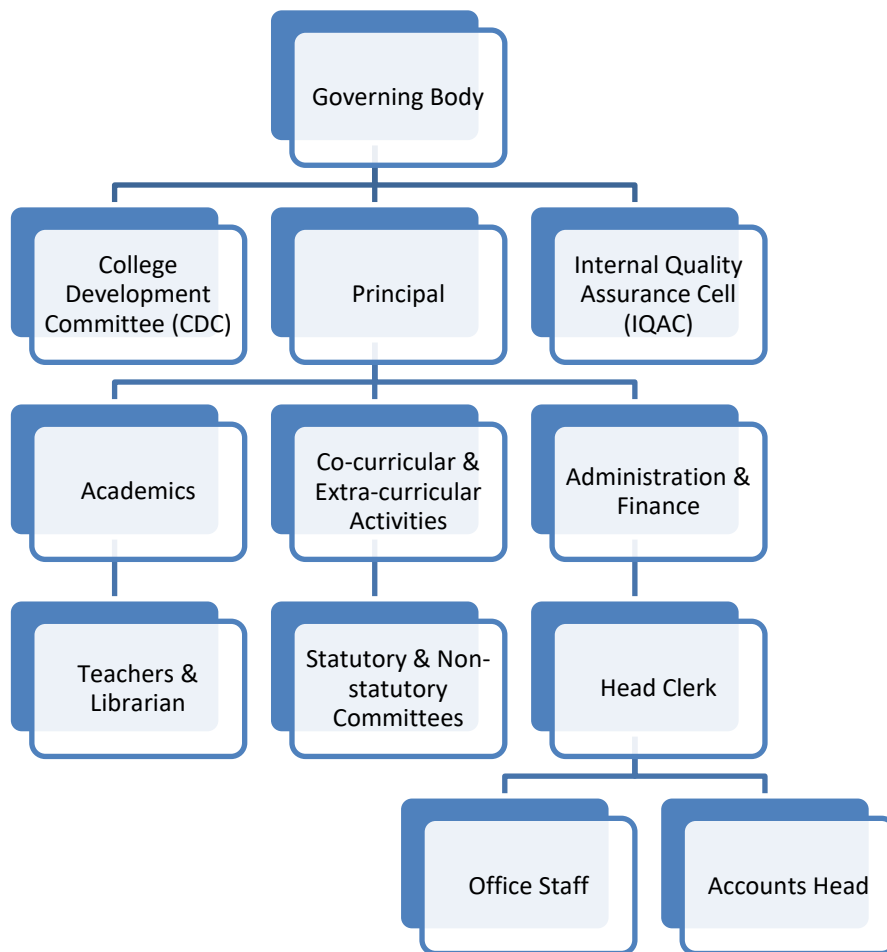 Governing Body
College
Development
Committee (CDC)
Principal
Internal Quality
Assurance Cell
(IQAC)
Academics
Co-curricular &
Extra-curricular
Activities
Administration &
Finance
Teachers &
Librarian
Statutory & Non-
statutory
Committees
Head Clerk
Office Staff
Accounts Head